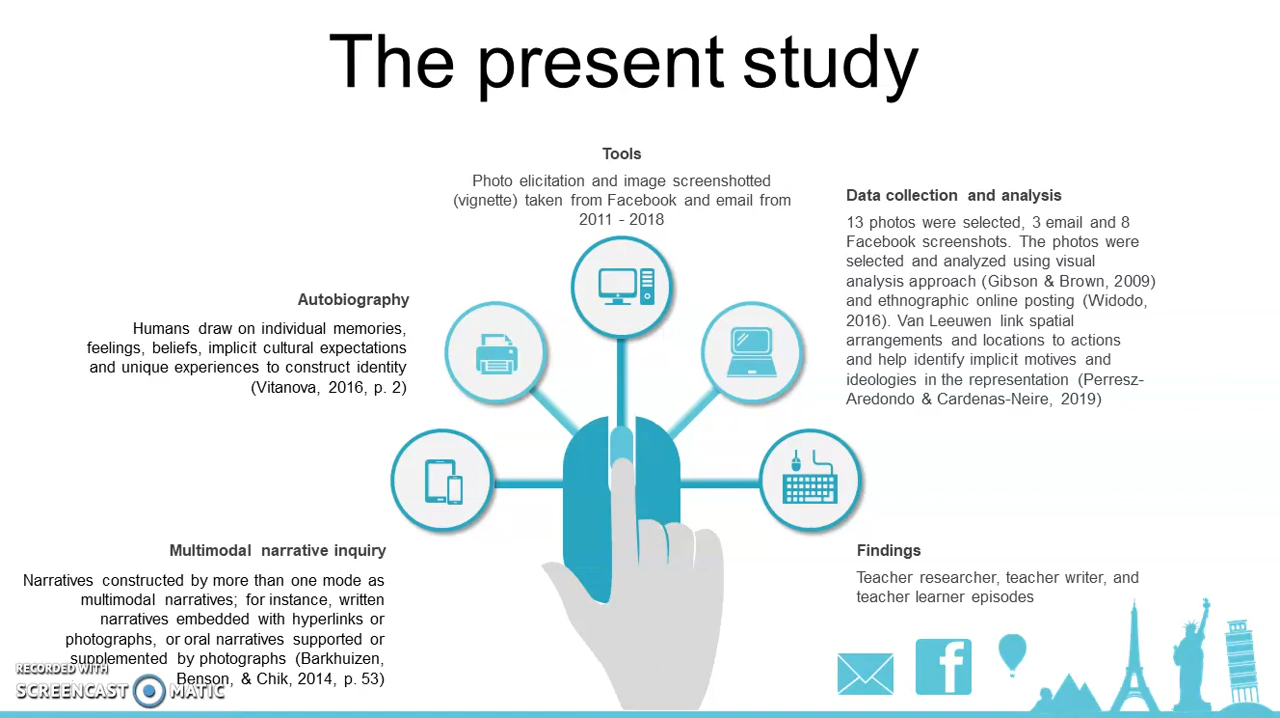 The present study
Tools
Photo elicitation and image screenshotted
(vignette) taken from Facebook and email from
2011 - 2018
Data collection and analysis
13 photos were selected, 3 email and 8
Facebook screenshots. The photos were
selected and analyzed using visual
analysis approach (Gibson & Brown, 2009)
and ethnographic online posting (Widodo,
2016). Van Leeuwen link spatial
arrangements and locations to actions
and help identify implicit motives and
ideologies in the representation (Perresz-
Aredondo & Cardenas-Neire, 2019)
Autobiography
Humans draw on individual memories,
feelings, beliefs, implicit cultural expectations
and unique experiences to construct identity
(Vitanova, 2016, p. 2)
Multimodal narrative inquiry
Narratives constructed by more than one mode as
multimodal narratives; for instance, written
narratives embedded with hyperlinks or
photographs, or oral narratives supported or
supplemented by photographs (Barkhuizen,
Benson, & Chik, 2014, p. 53)
Findings
Teacher researcher, teacher writer, and
teacher learner episodes
f
RECORDED WITH
SCREENCAST MATIC